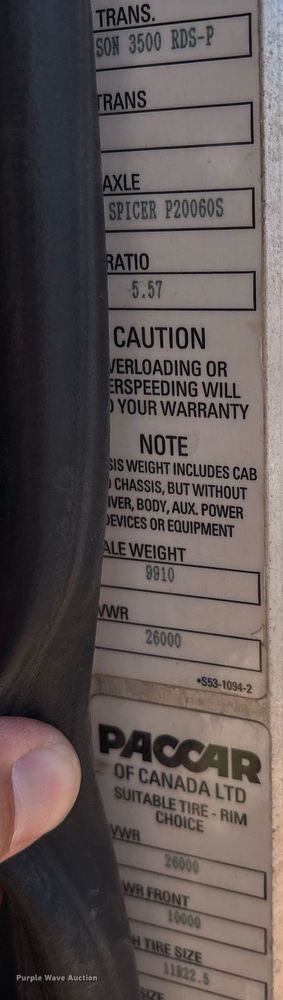 TRANS.
SON 3500 RDS-P
TRANS
AXLE
SPICER P20060S
RATIO
5.57
CAUTION
VERLOADING OR
ERSPEEDING WILL
D YOUR WARRANTY
NOTE
SIS WEIGHT INCLUDES CAB
D CHASSIS, BUT WITHOUT
IVER, BODY, AUX. POWER
DEVICES OR EQUIPMENT
ALE WEIGHT
9910
VWR
26000
•S53-1094-2
PACCAR
OF CANADA LTD
SUITABLE TIRE - RIM
CHOICE
VWR
26000
WR FRONT
10000
H TIRE SIZE
11R22.5
SIZE
Purple Wave Auction